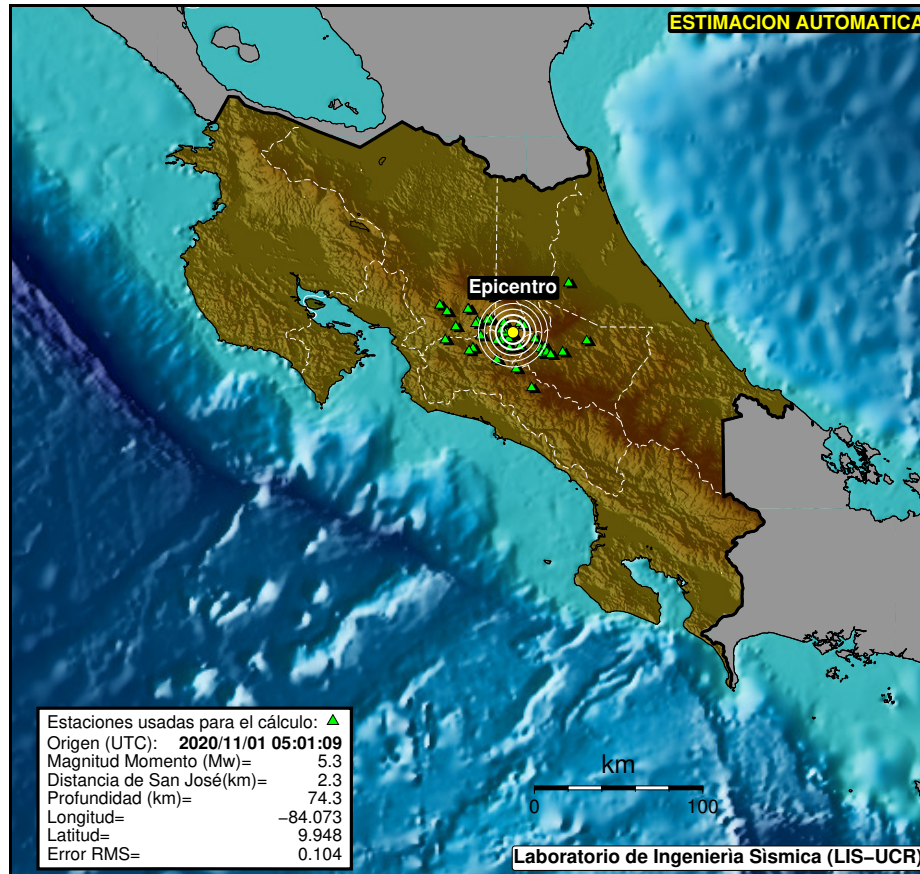 ESTIMACION AUTOMATICA
Epicentro
Estaciones usadas para el cálculo:
Origen (UTC): 2020/11/01 05:01:09
Magnitud Momento (Mw)= 5.3
Distancia de San José(km)= 2.3
Profundidad (km)= 74.3
Longitud= −84.073
Latitud= 9.948
Error RMS= 0.104
km
0 100
Laboratorio de Ingenierìa Sìsmica (LIS−UCR)